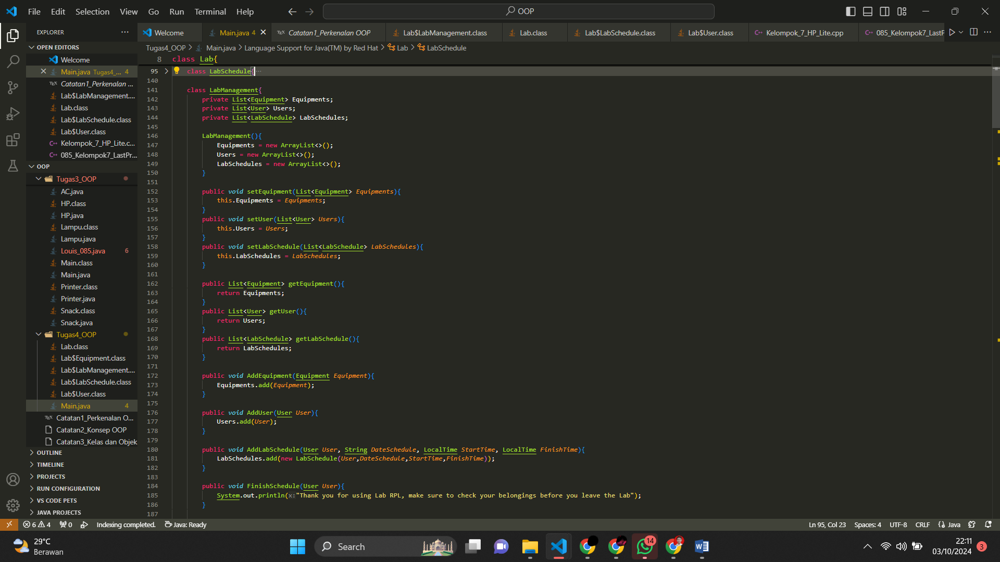 File Edit Selection View Go Run Terminal Help
OOP
EXPLORER
Welcome
Main.java 4
Catatan1_Perkenalan OOP
Lab$LabManagement.class
Lab.class
Lab$LabSchedule.class
Lab$User.class
Kelompok_7_HP_Lite.cpp
085_Kelompok7_LastP
OPEN EDITORS
Welcome
Main.java Tugas4_... 4
Catatan1_Perkenalan ...
Lab$LabManagement....
Lab.class
Lab$LabSchedule.class
Lab$User.class
Kelompok_7_HP_Lite.c...
085_Kelompok7_LastPr...
OOP
Tugas3_OOP
AC.java
HP.class
HP.java
Lampu.class
Lampu.java
Louis_085.java 6
Main.class
Main.java
Printer.class
Printer.java
Snack.class
Snack.java
Tugas4_OOP
Lab.class
Lab$Equipment.class
Lab$LabManagement....
Lab$LabSchedule.class
Lab$User.class
Main.java 4
Catatan1_Perkenalan O...
Catatan2_Konsep OOP
Catatan3_Kelas dan Objek
OUTLINE
TIMELINE
PROJECTS
RUN CONFIGURATION
VS CODE PETS
JAVA PROJECTS
Tugas4_OOP > Main.java > Language Support for Java(TM) by Red Hat > Lab > LabSchedule
8 class Lab{
95 class LabSchedule{ ...
140
141 class LabManagement{
142 private List<Equipment> Equipments;
143 private List<User> Users;
144 private List<LabSchedule> LabSchedules;
145
146 LabManagement(){
147 Equipments = new ArrayList<>();
148 Users = new ArrayList<>();
149 LabSchedules = new ArrayList<>();
150 }
151
152 public void setEquipment(List<Equipment> Equipments){
153 this.Equipments = Equipments;
154 }
155 public void setUser(List<User> Users){
156 this.Users = Users;
157 }
158 public void setLabSchedule(List<LabSchedule> LabSchedules){
159 this.LabSchedules = LabSchedules;
160 }
161
162 public List<Equipment> getEquipment(){
163 return Equipments;
164 }
165 public List<User> getUser(){
166 return Users;
167 }
168 public List<LabSchedule> getLabSchedule(){
169 return LabSchedules;
170 }
171
172 public void AddEquipment(Equipment Equipment){
173 Equipments.add(Equipment);
174 }
175
176 public void AddUser(User User){
177 Users.add(User);
178 }
179
180 public void AddLabSchedule(User User, String DateSchedule, LocalTime StartTime, LocalTime FinishTime){
181 LabSchedules.add(new LabSchedule(User,DateSchedule,StartTime,FinishTime));
182 }
183
184 public void FinishSchedule(User User){
185 System.out.println(x:"Thank you for using Lab RPL, make sure to check your belongings before you leave the Lab");
186 }
187
6 4 0 Indexing completed. Java: Ready
Ln 95, Col 23 Spaces: 4 UTF-8 CRLF {} Java
29°C
Berawan
Search
14
22:11
03/10/2024
3